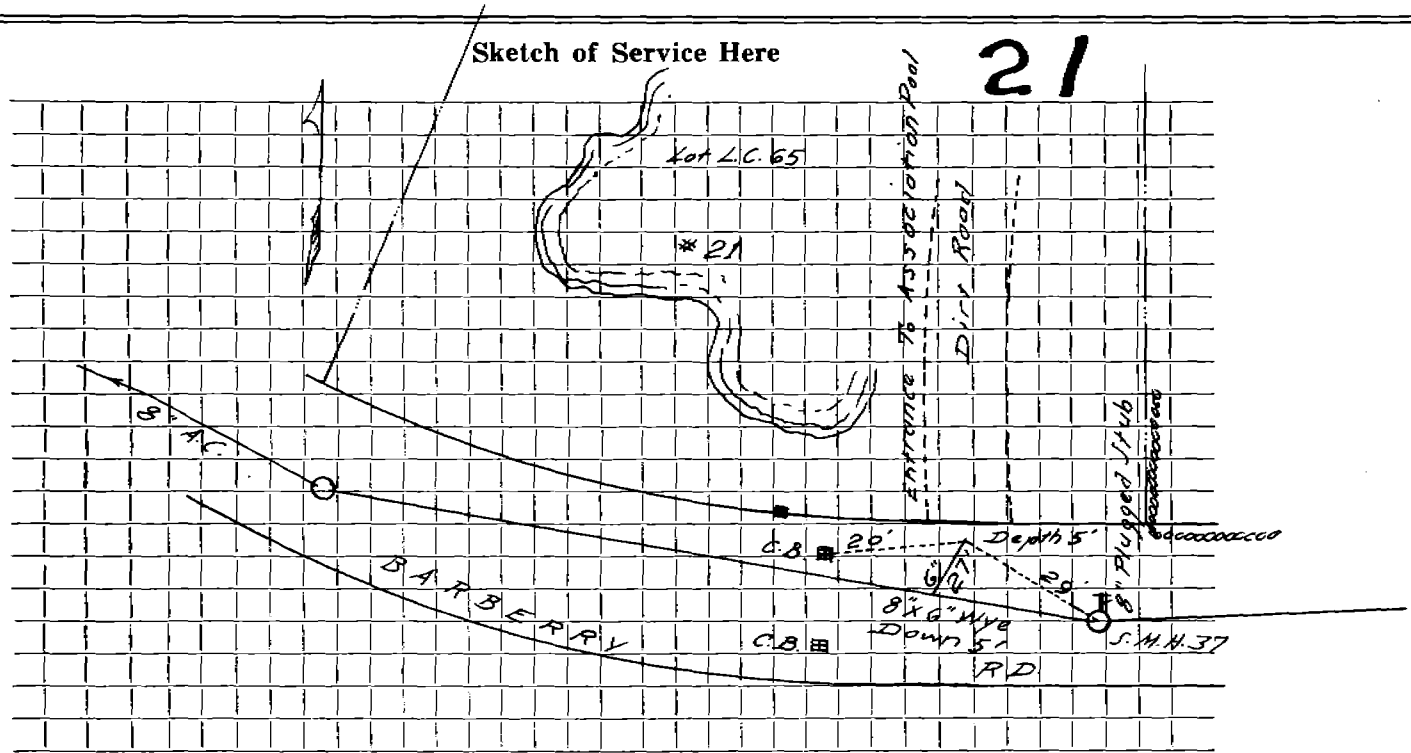 Sketch of Service Here
21
Lot L.C. 65
# 21
Entrance To Association Pool
Dirt Road
8" A.C.
8" Plugged Stub
C.B.
20'
Depth 5'
6"
27'
29'
8" X 6" Wye
Down 5'
BARBERRY
C.B.
S.M.H. 37
RD